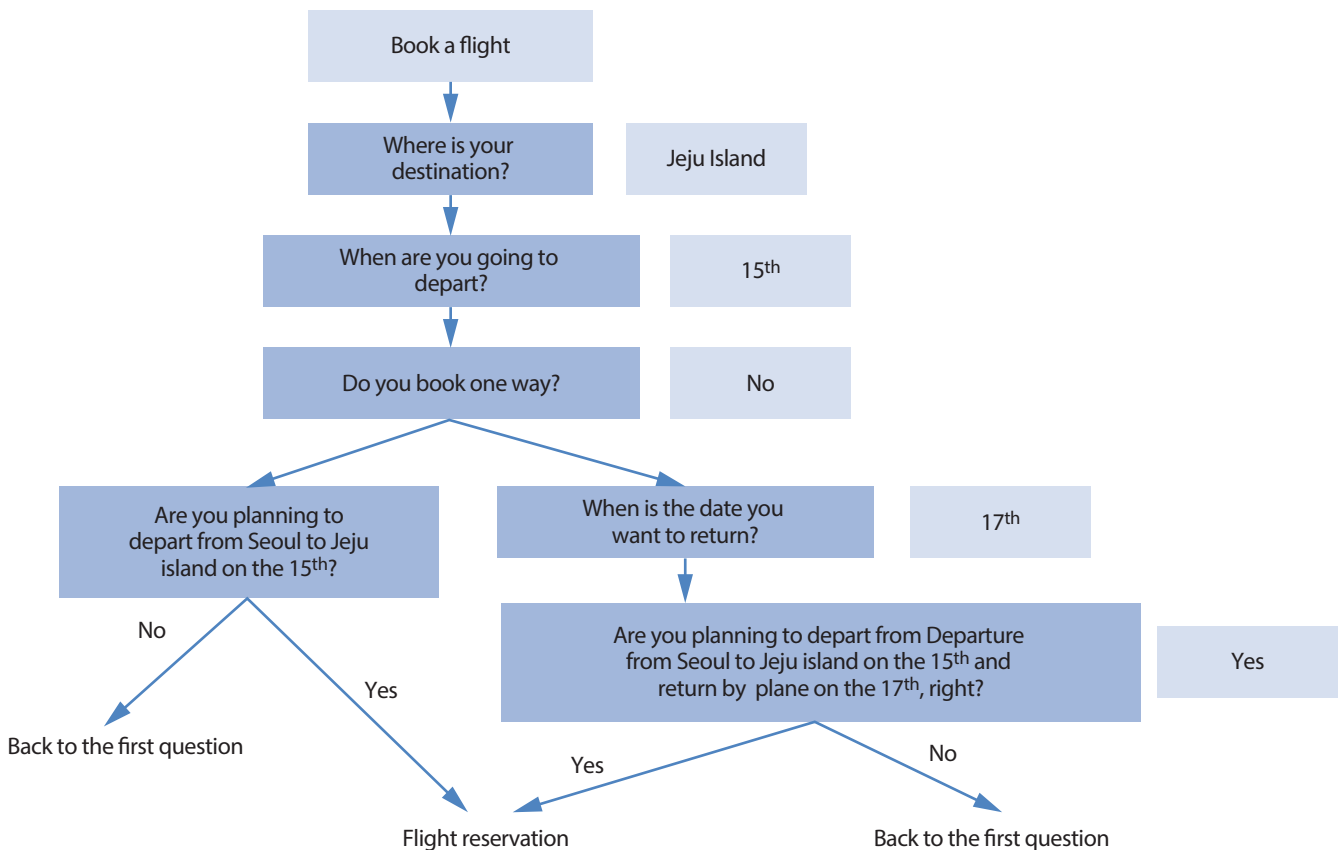 Book a flight
Where is your
destination?
Jeju Island
When are you going to
depart?
15th
Do you book one way?
No
Are you planning to
depart from Seoul to Jeju
island on the 15th?
When is the date you
want to return?
17th
No
Yes
Are you planning to depart from Departure
from Seoul to Jeju island on the 15th and
return by plane on the 17th, right?
Yes
Back to the first question
Yes
No
Flight reservation
Back to the first question